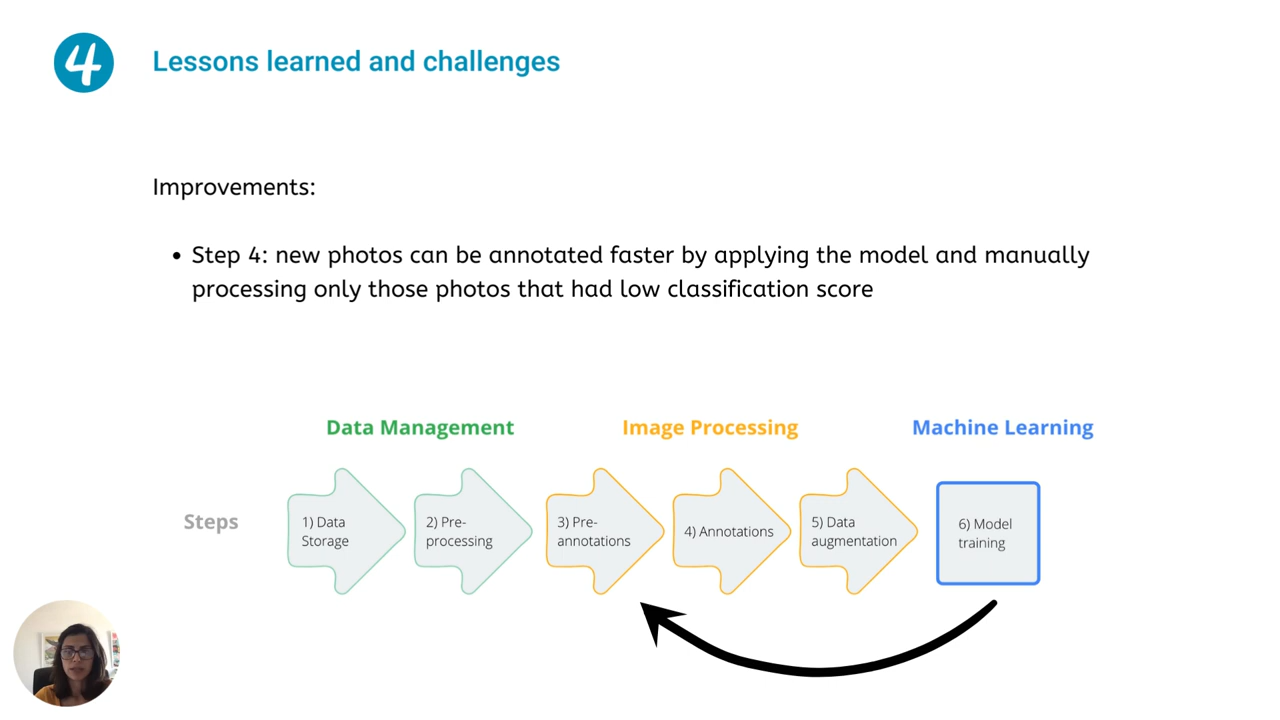 4
Lessons learned and challenges
Improvements:
• Step 4: new photos can be annotated faster by applying the model and manually
processing only those photos that had low classification score
Data Management
Image Processing
Machine Learning
Steps
1) Data
Storage
2) Pre-
processing
3) Pre-
annotations
4) Annotations
5) Data
augmentation
6) Model
training